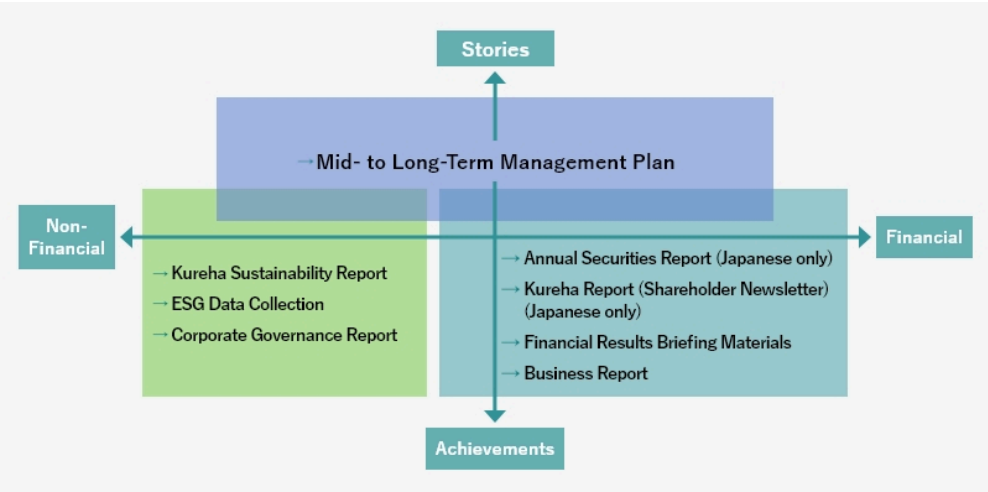 Stories
→Mid- to Long-Term Management Plan
Non-
Financial
Financial
→ Kureha Sustainability Report
→ ESG Data Collection
→ Corporate Governance Report
→ Annual Securities Report (Japanese only)
→ Kureha Report (Shareholder Newsletter)
(Japanese only)
→ Financial Results Briefing Materials
→ Business Report
Achievements